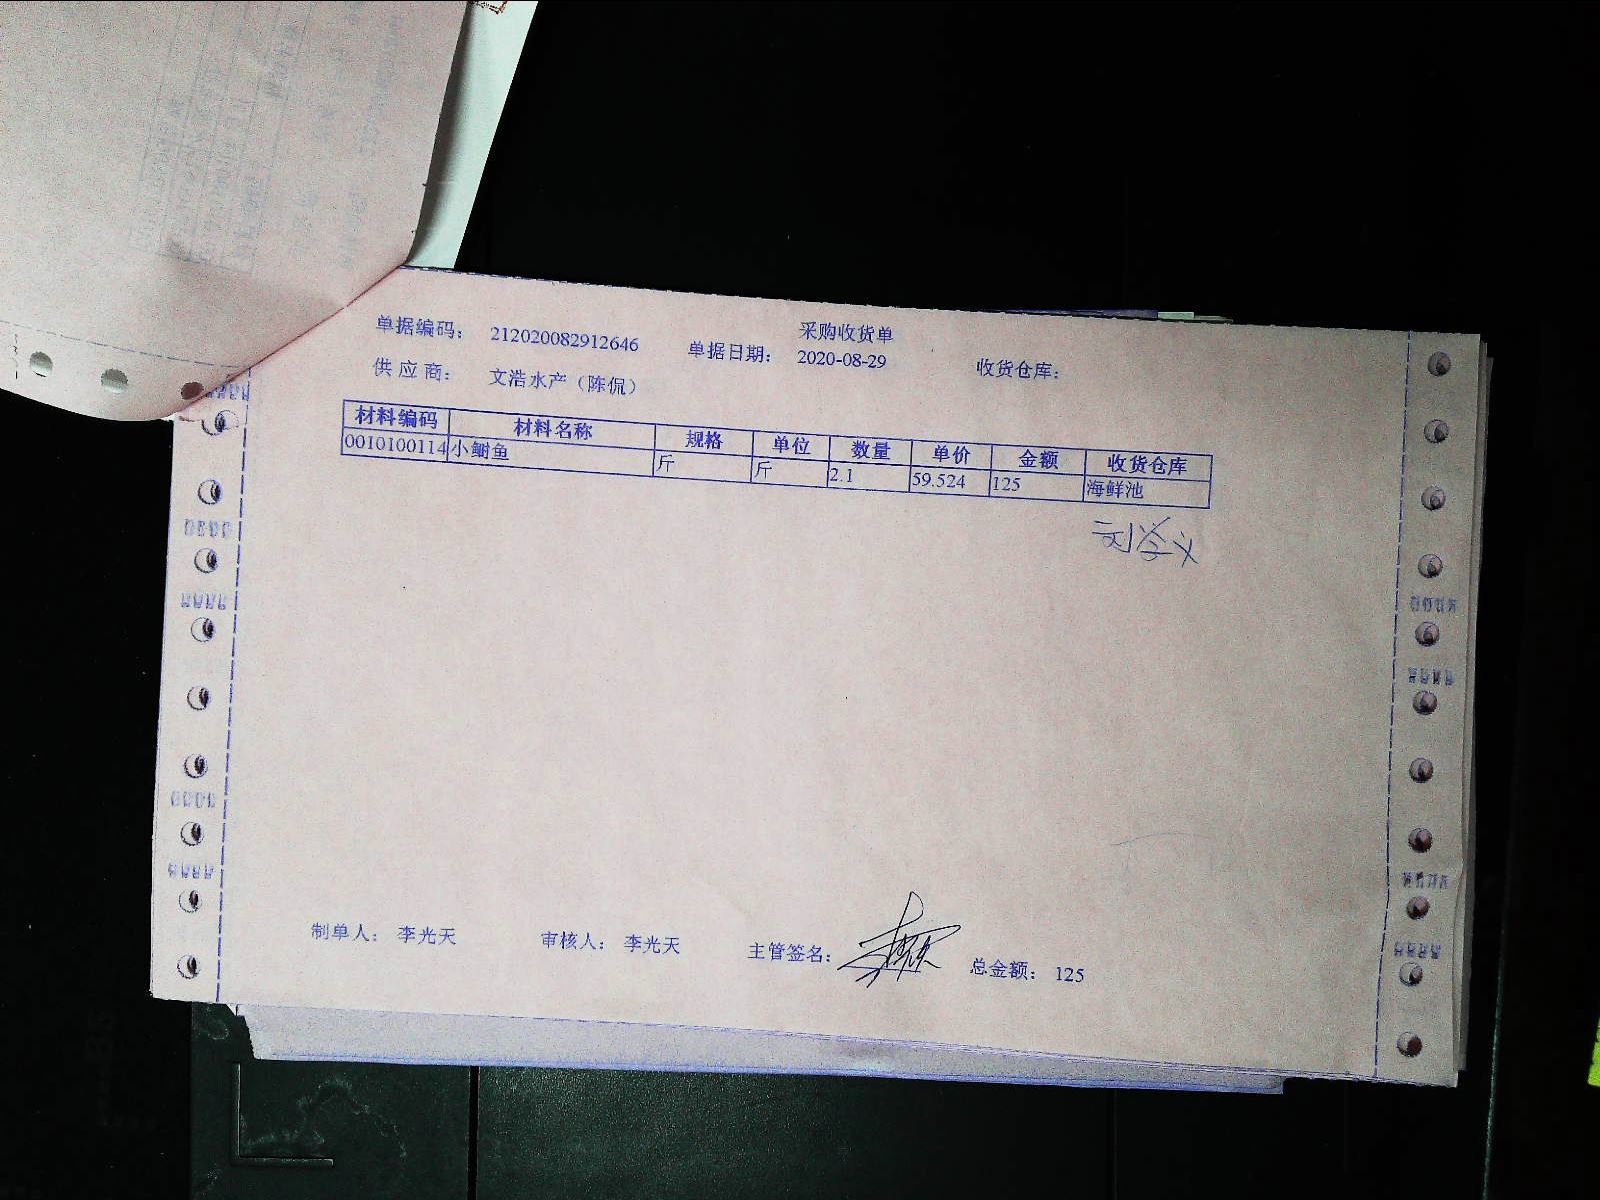 采购收货单
单据编码： 212020082912646 单据日期： 2020-08-29 收货仓库：
供 应 商： 文浩水产（陈侃）
材料编码 材料名称 规格 单位 数量 单价 金额 收货仓库
0010100114 小鲥鱼 斤 斤 2.1 59.524 125 海鲜池
刘学义
制单人： 李光天 审核人： 李光天 主管签名： 总金额： 125